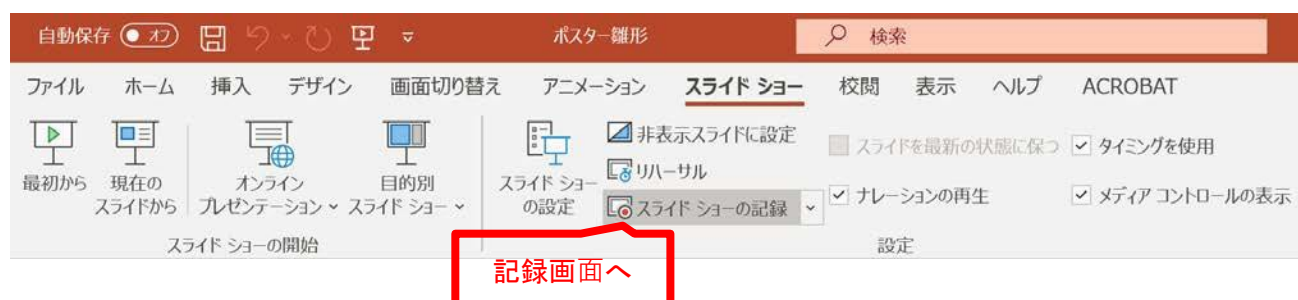 自動保存 オフ ポスター雛形 検索
ファイル ホーム 挿入 デザイン 画面切り替え アニメーション スライド ショー 校閲 表示 ヘルプ ACROBAT
最初から
現在の
スライドから
オンライン
プレゼンテーション
目的別
スライド ショー
スライド ショーの開始
スライド ショー
の設定
非表示スライドに設定
リハーサル
スライド ショーの記録
スライドを最新の状態に保つ
ナレーションの再生
タイミングを使用
メディア コントロールの表示
設定
記録画面へ